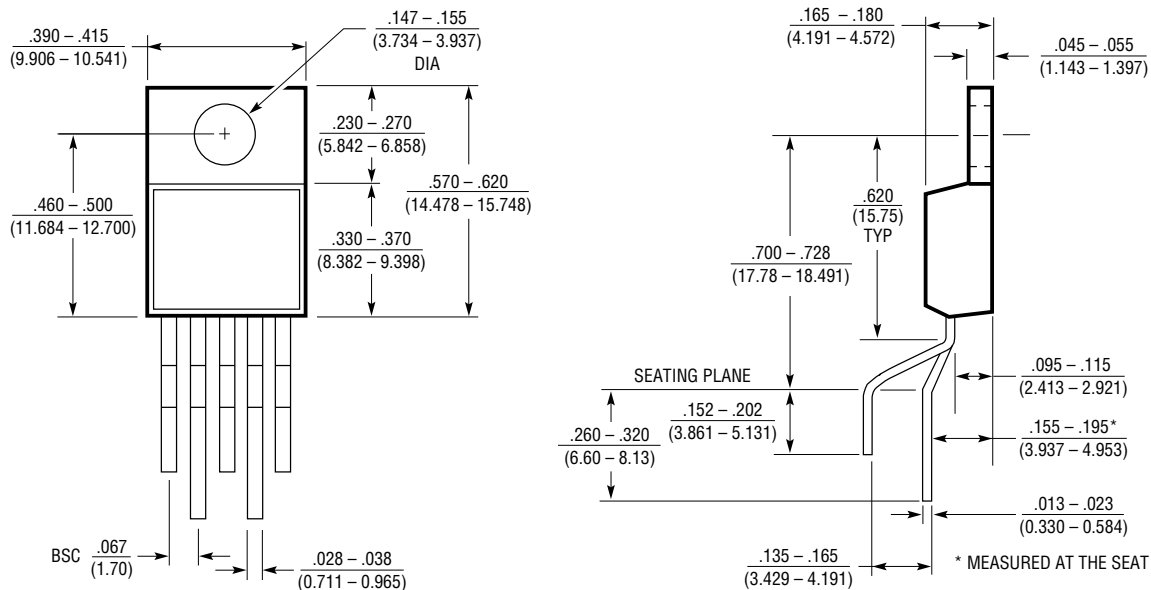 .390 – .415
(9.906 – 10.541)
.147 – .155
(3.734 – 3.937)
DIA
.230 – .270
(5.842 – 6.858)
.570 – .620
(14.478 – 15.748)
.460 – .500
(11.684 – 12.700)
.330 – .370
(8.382 – 9.398)
BSC
.067
(1.70)
.028 – .038
(0.711 – 0.965)
.165 – .180
(4.191 – 4.572)
.045 – .055
(1.143 – 1.397)
.620
(15.75)
TYP
.700 – .728
(17.78 – 18.491)
SEATING PLANE
.152 – .202
(3.861 – 5.131)
.260 – .320
(6.60 – 8.13)
.095 – .115
(2.413 – 2.921)
.155 – .195*
(3.937 – 4.953)
.013 – .023
(0.330 – 0.584)
.135 – .165
(3.429 – 4.191)
* MEASURED AT THE SEAT